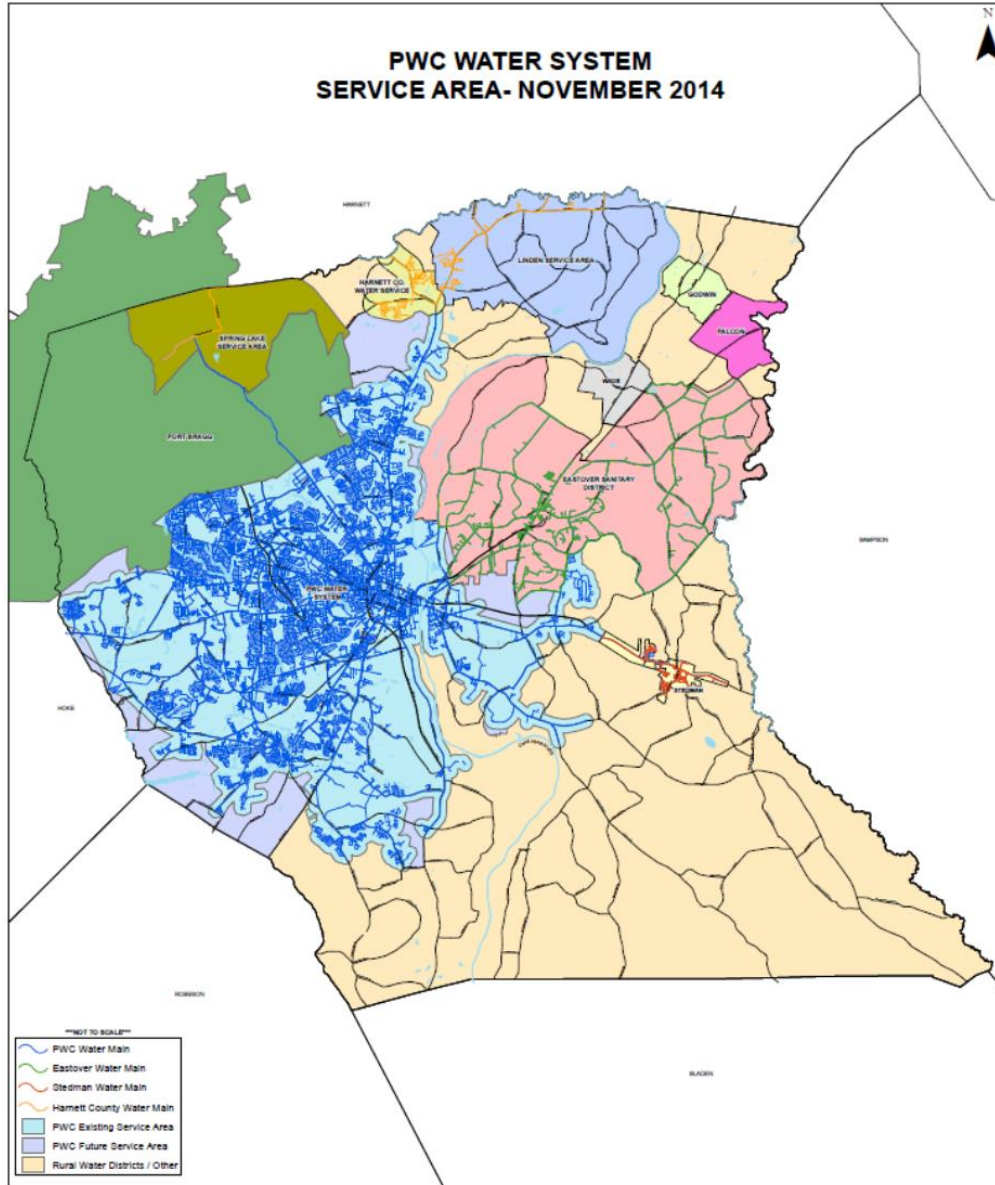 N
PWC WATER SYSTEM
SERVICE AREA- NOVEMBER 2014
HARNETT
LINDEN SERVICE AREA
HARNETT CO.
WATER SERVICE
GODWIN
FALCON
SPRING LAKE
SERVICE AREA
WADE
FORT BRAGG
EASTOVER SANITARY
DISTRICT
SAMPSON
PWC WATER
SYSTEM
STEDMAN
HOKE
ROBESON
BLADEN
***NOT TO SCALE***
PWC Water Main
Eastover Water Main
Stedman Water Main
Harnett County Water Main
PWC Existing Service Area
PWC Future Service Area
Rural Water Districts / Other